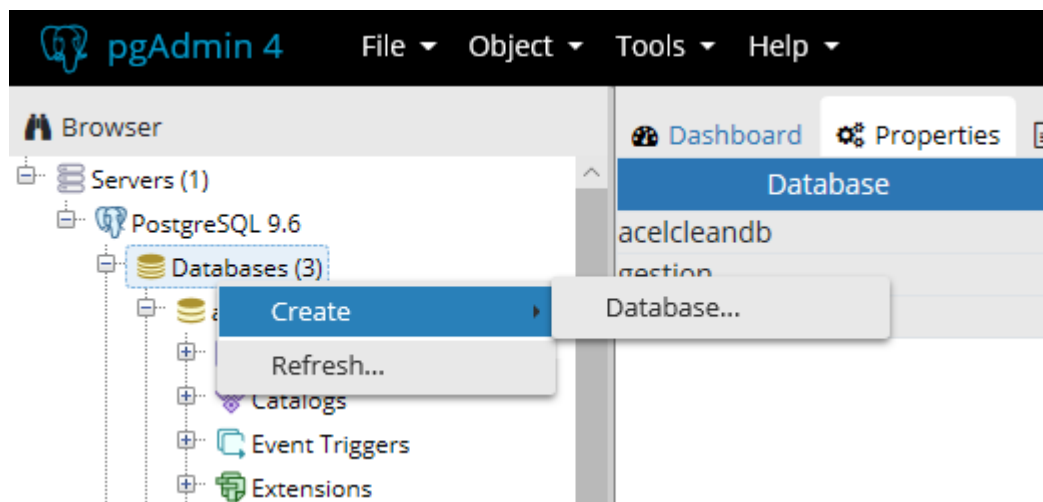 pgAdmin 4 File Object Tools Help
Browser
Dashboard Properties
Servers (1)
Database
PostgreSQL 9.6
acelcleandb
Databases (3)
gestion
Create
Database...
Refresh...
Catalogs
Event Triggers
Extensions